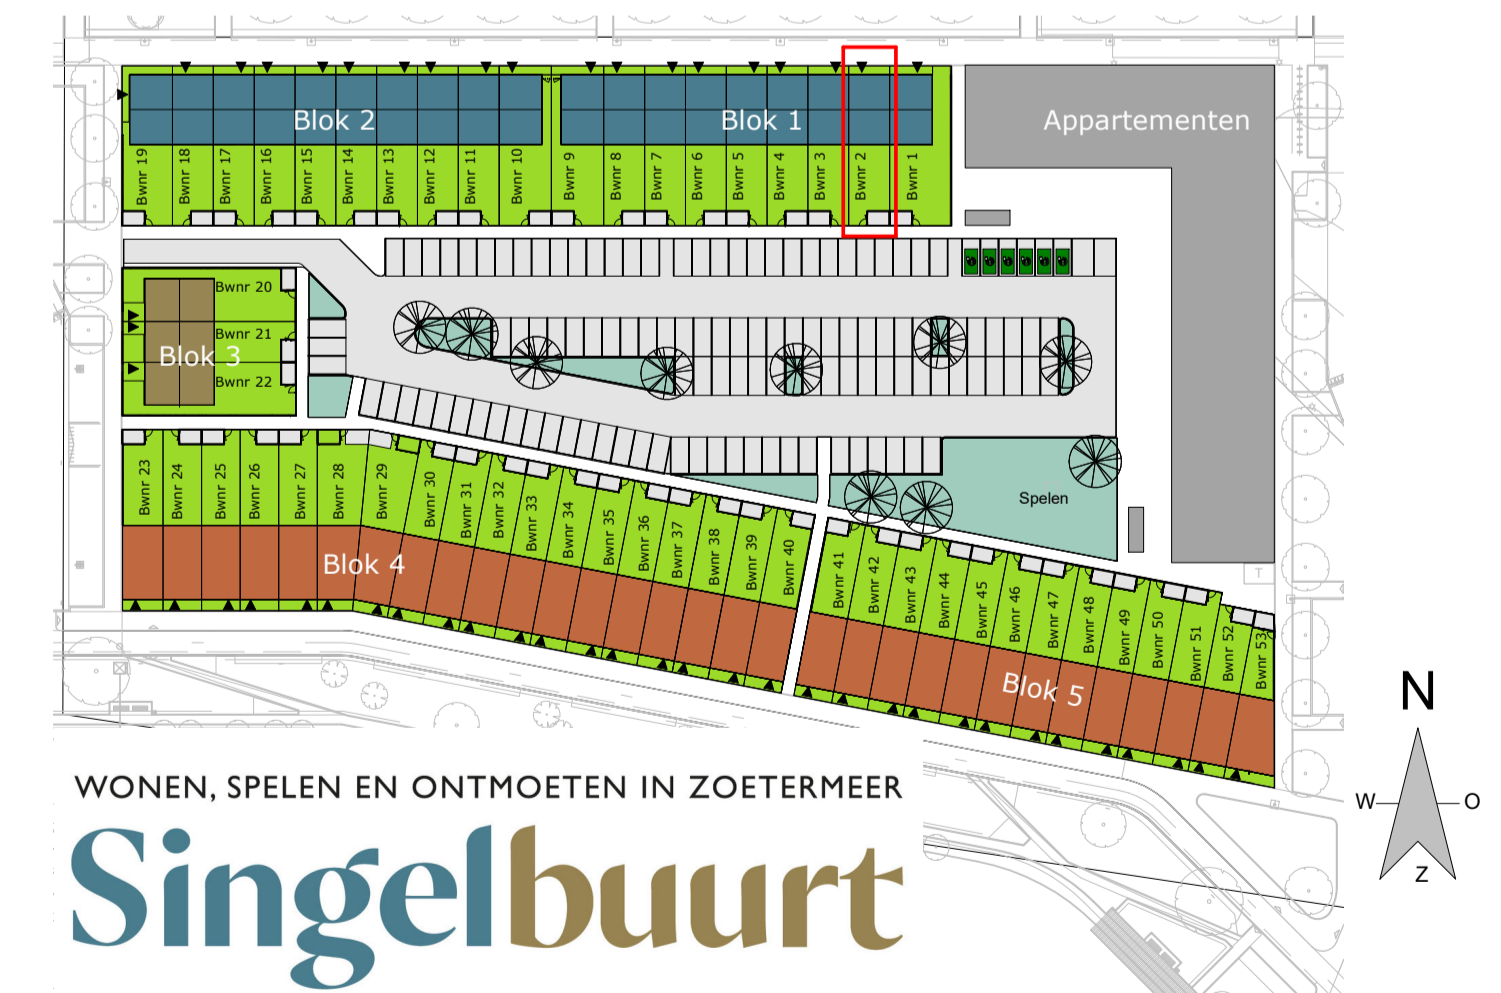 Blok 2
Blok 1
Appartementen
Bwnr 19
Bwnr 18
Bwnr 17
Bwnr 16
Bwnr 15
Bwnr 14
Bwnr 13
Bwnr 12
Bwnr 11
Bwnr 10
Bwnr 9
Bwnr 8
Bwnr 7
Bwnr 6
Bwnr 5
Bwnr 4
Bwnr 3
Bwnr 2
Bwnr 1
Bwnr 20
Bwnr 21
Blok 3
Bwnr 22
Bwnr 23
Bwnr 24
Bwnr 25
Bwnr 26
Bwnr 27
Bwnr 28
Bwnr 29
Bwnr 30
Bwnr 31
Bwnr 32
Bwnr 33
Bwnr 34
Bwnr 35
Bwnr 36
Bwnr 37
Bwnr 38
Bwnr 39
Bwnr 40
Spelen
Blok 4
Bwnr 41
Bwnr 42
Bwnr 43
Bwnr 44
Bwnr 45
Bwnr 46
Bwnr 47
Bwnr 48
Bwnr 49
Bwnr 50
Bwnr 51
Bwnr 52
Bwnr 53
T
Blok 5
N
W
O
Z
WONEN, SPELEN EN ONTMOETEN IN ZOETERMEER
Singelbuurt